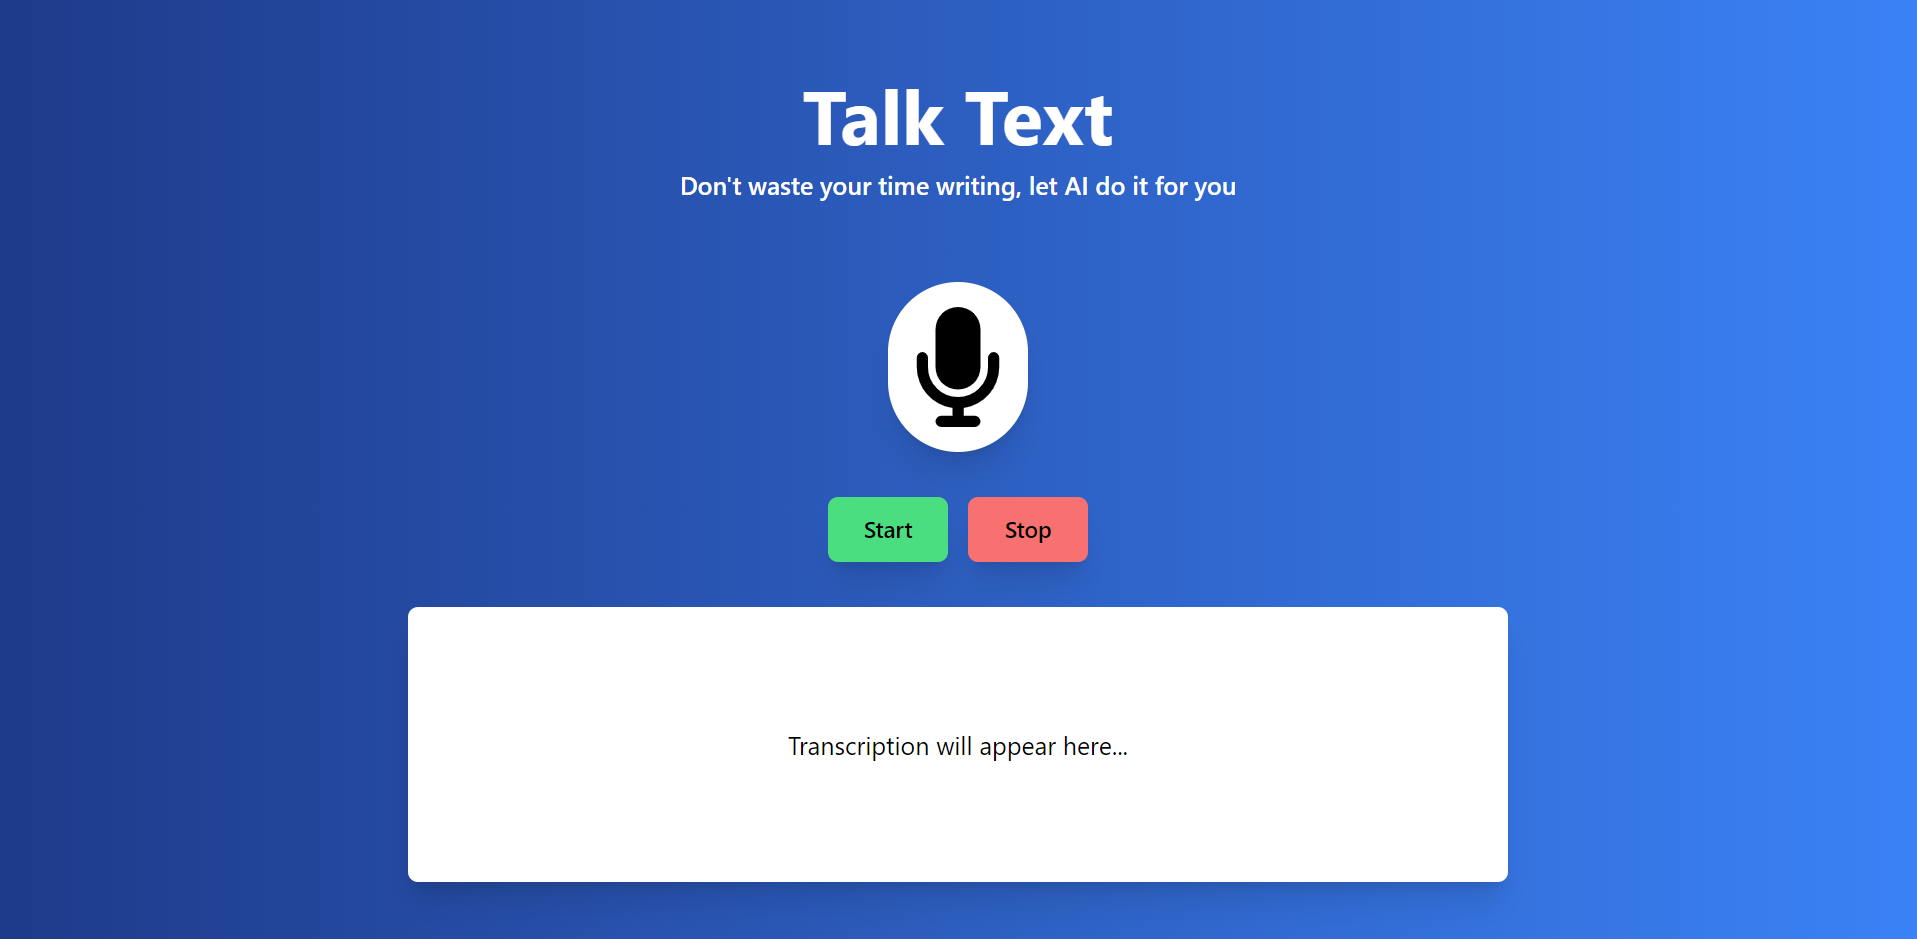 Talk Text
Don't waste your time writing, let AI do it for you
Start Stop
Transcription will appear here...